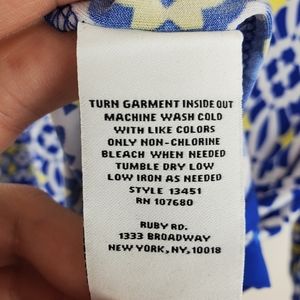 TURN GARMENT INSIDE OUT
MACHINE WASH COLD
WITH LIKE COLORS
ONLY NON-CHLORINE
BLEACH WHEN NEEDED
TUMBLE DRY LOW
LOW IRON AS NEEDED
STYLE 13451
RN 107680
RUBY RD.
1333 BROADWAY
NEW YORK, NY, 10018